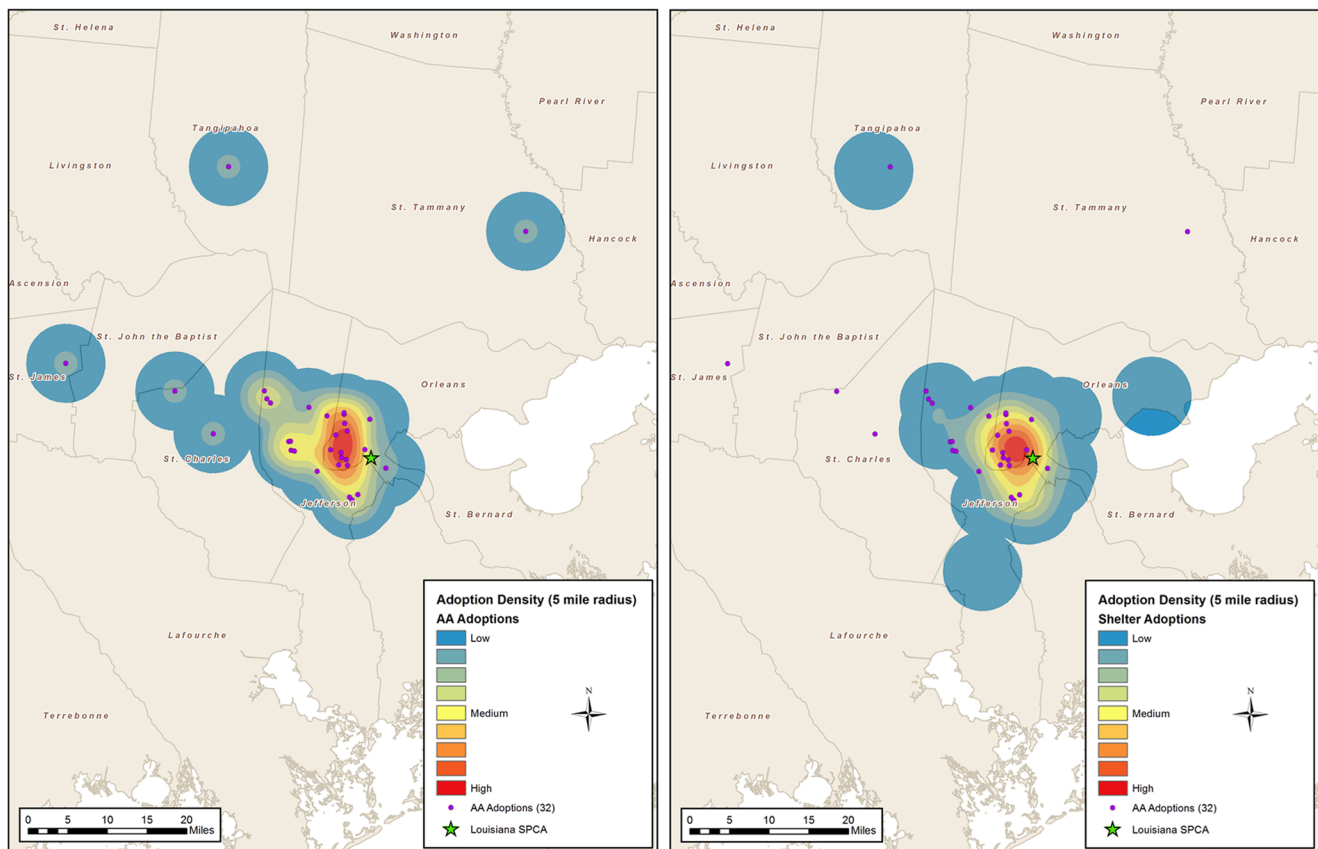 St. Helena
Washington
Pearl River
Tangipahoa
Livingston
St. Tammany
Hancock
Ascension
St. John the Baptist
St. James
Orleans
St. Charles
Jefferson
St. Bernard
Lafourche
Terrebonne
Adoption Density (5 mile radius)
AA Adoptions
Low
Medium
High
AA Adoptions (32)
Louisiana SPCA
N
0 5 10 20
Miles
St. Helena
Washington
Pearl River
Tangipahoa
Livingston
St. Tammany
Hancock
Ascension
St. John the Baptist
St. James
Orleans
St. Charles
Jefferson
St. Bernard
Lafourche
Terrebonne
Adoption Density (5 mile radius)
Shelter Adoptions
Low
Medium
High
AA Adoptions (32)
Louisiana SPCA
N
0 5 10 20
Miles